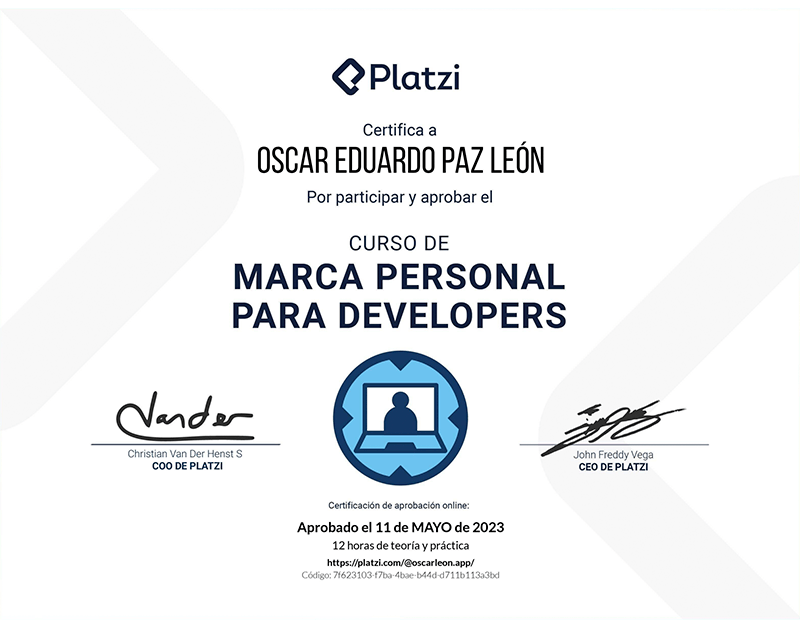 Platzi
Certifica a
OSCAR EDUARDO PAZ LEÓN
Por participar y aprobar el
CURSO DE
MARCA PERSONAL
PARA DEVELOPERS
Vander
Christian Van Der Henst S
COO DE PLATZI
John Freddy Vega
CEO DE PLATZI
Certificación de aprobación online:
Aprobado el 11 de MAYO de 2023
12 horas de teoría y práctica
https://platzi.com/@oscarleon.app/
Código: 7f623103-f7ba-4bae-b44d-d711b113a3bd